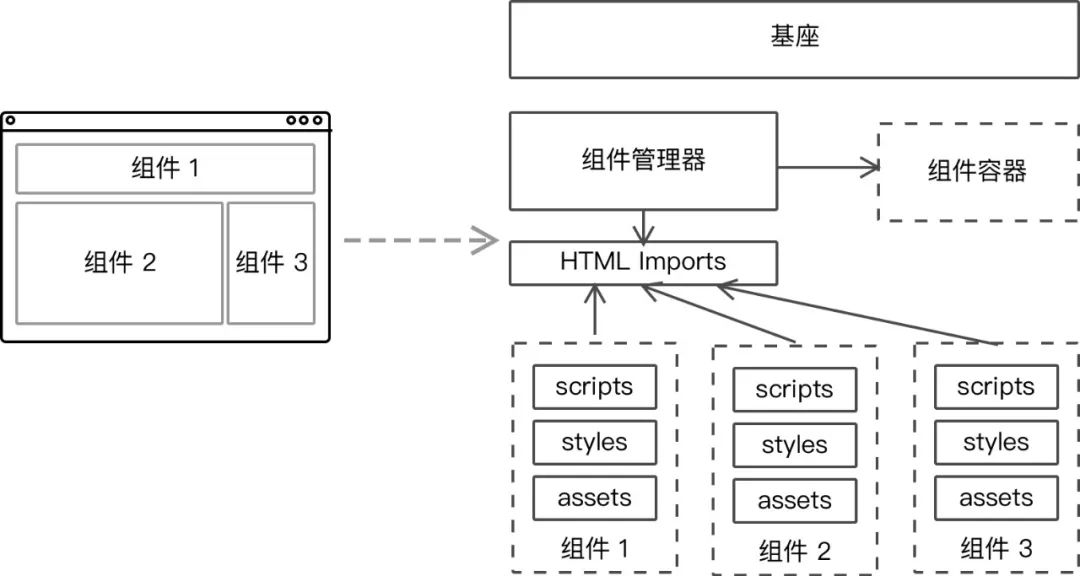 基座
组件管理器
组件容器
HTML Imports
组件 1
组件 2
组件 3
scripts
styles
assets
组件 1
scripts
styles
assets
组件 2
scripts
styles
assets
组件 3